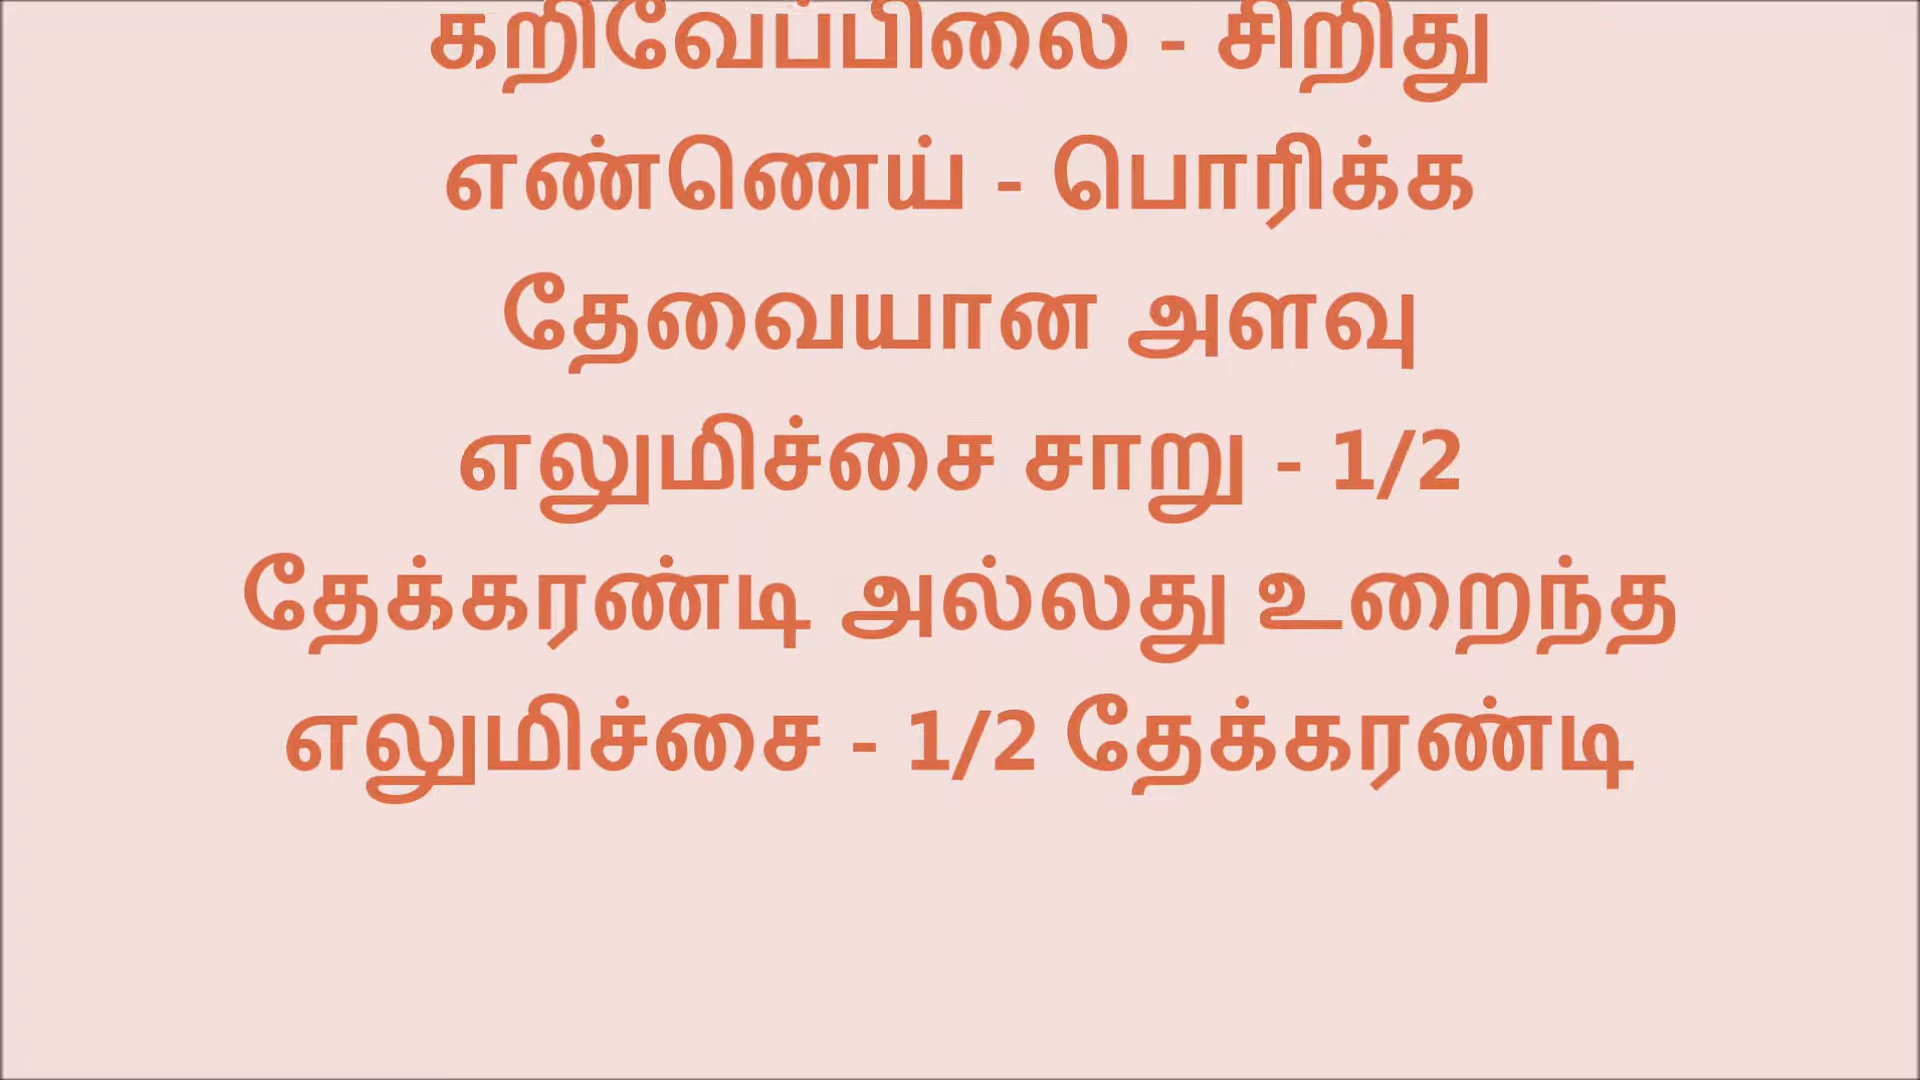 கறிவேப்பிலை - சிறிது
எண்ணெய் - பொரிக்க
தேவையான அளவு
எலுமிச்சை சாறு - 1/2
தேக்கரண்டி அல்லது உறைந்த
எலுமிச்சை - 1/2 தேக்கரண்டி